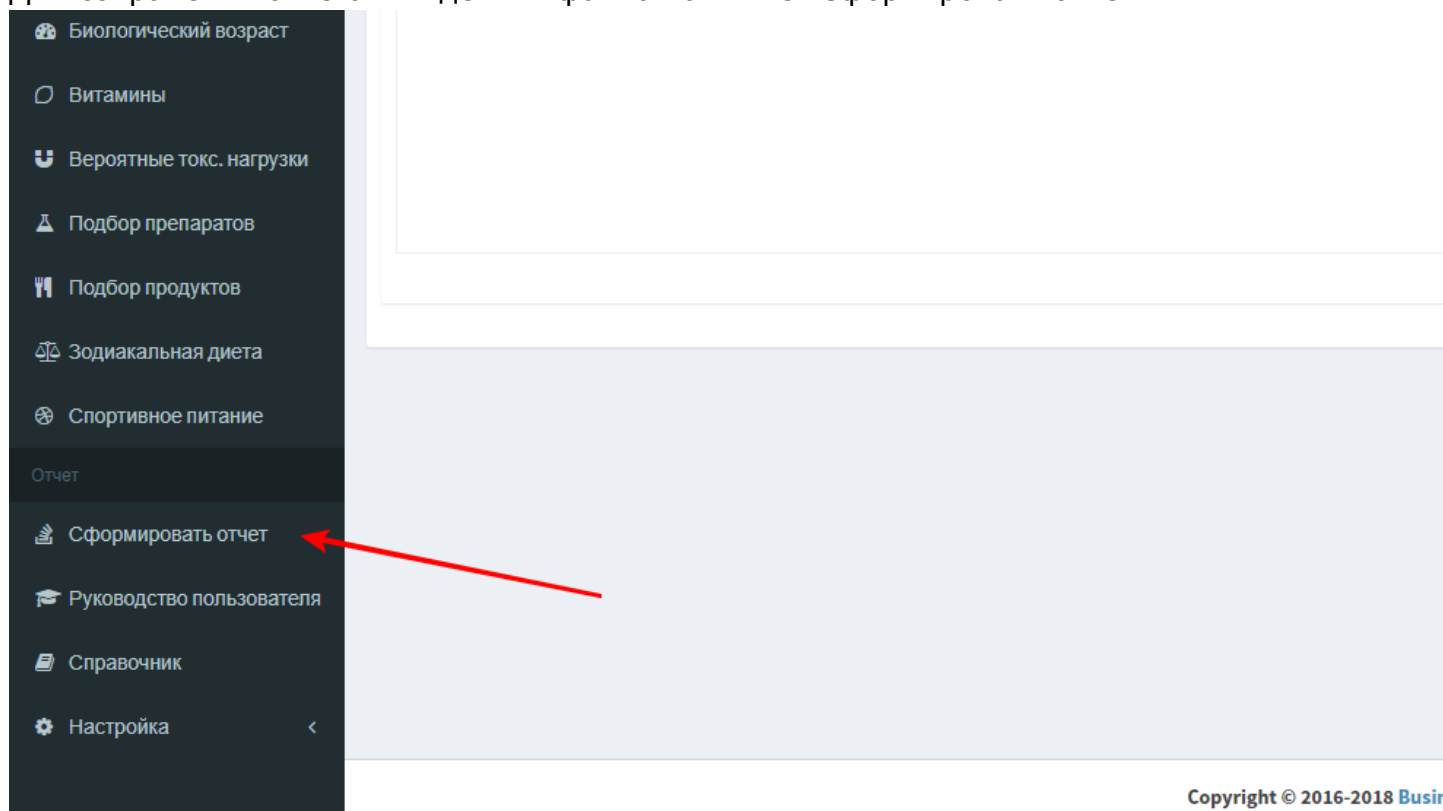 Биологический возраст
Витамины
Вероятные токс. нагрузки
Подбор препаратов
Подбор продуктов
Зодиакальная диета
Спортивное питание
Отчет
Сформировать отчет
Руководство пользователя
Справочник
Настройка
Copyright © 2016-2018